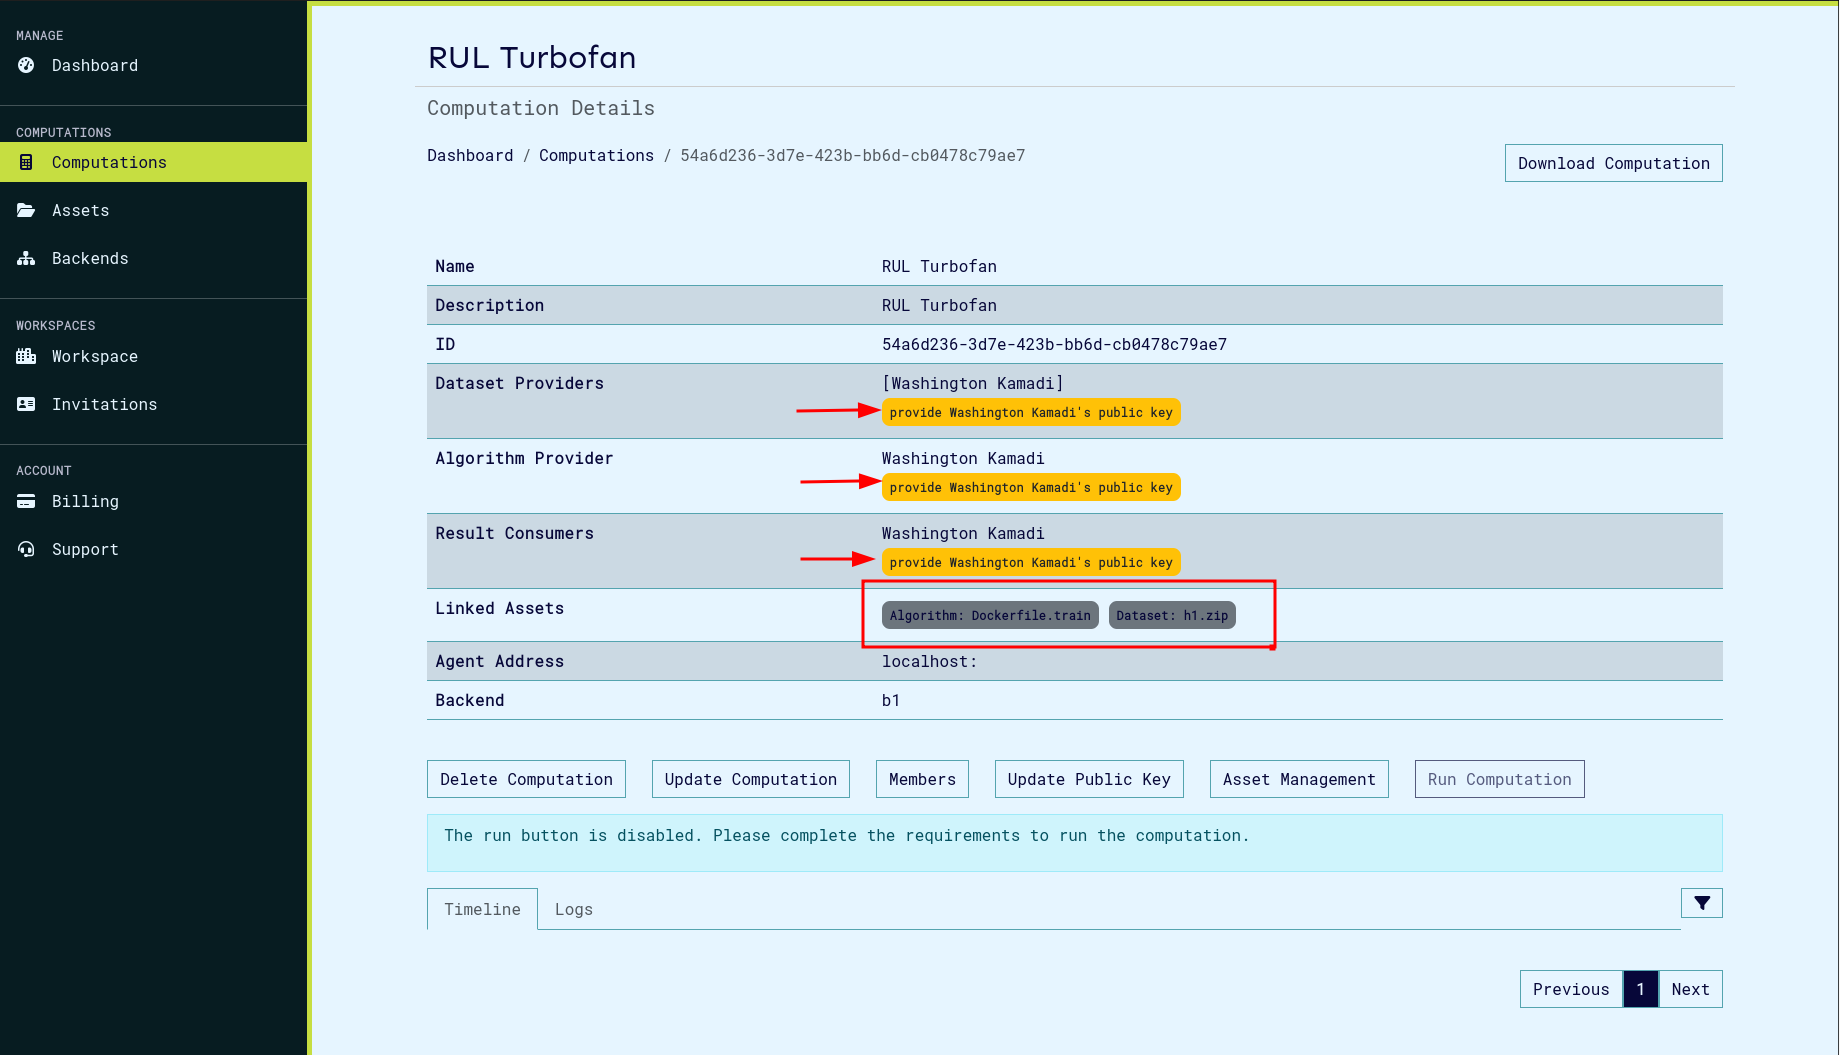 MANAGE
Dashboard
COMPUTATIONS
Computations
Assets
Backends
WORKSPACES
Workspace
Invitations
ACCOUNT
Billing
Support
RUL Turbofan
Computation Details
Dashboard / Computations / 54a6d236-3d7e-423b-bb6d-cb0478c79ae7
Download Computation
Name RUL Turbofan
Description RUL Turbofan
ID 54a6d236-3d7e-423b-bb6d-cb0478c79ae7
Dataset Providers [Washington Kamadi]
provide Washington Kamadi's public key
Algorithm Provider Washington Kamadi
provide Washington Kamadi's public key
Result Consumers Washington Kamadi
provide Washington Kamadi's public key
Linked Assets Algorithm: Dockerfile.train Dataset: h1.zip
Agent Address localhost:
Backend b1
Delete Computation Update Computation Members Update Public Key Asset Management Run Computation
The run button is disabled. Please complete the requirements to run the computation.
Timeline Logs
Previous 1 Next